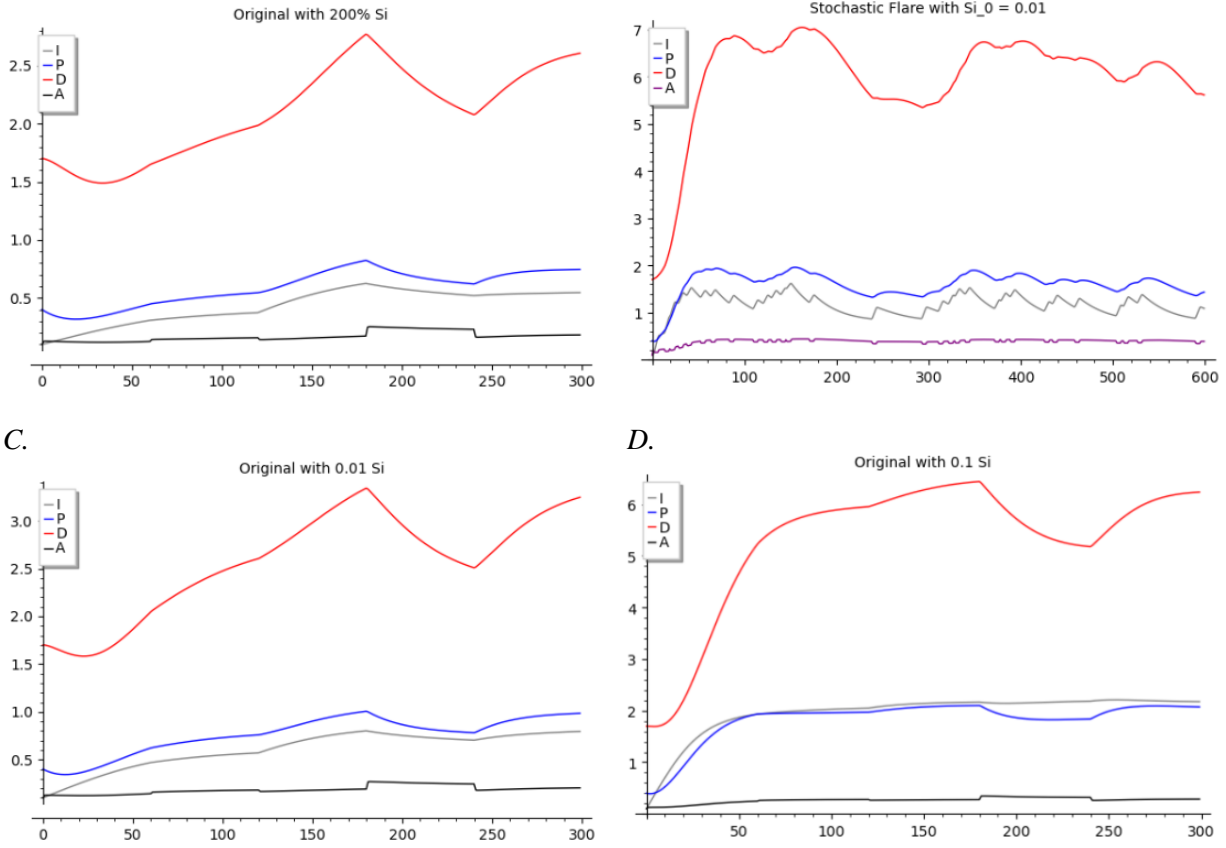 Original with 200% Si
I
P
D
A
2.5
2.0
1.5
1.0
0.5
0 50 100 150 200 250 300
Stochastic Flare with Si_0 = 0.01
I
P
D
A
7
6
5
4
3
2
1
100 200 300 400 500 600
C.
Original with 0.01 Si
I
P
D
A
3.0
2.5
2.0
1.5
1.0
0.5
0 50 100 150 200 250 300
D.
Original with 0.1 Si
I
P
D
A
6
5
4
3
2
1
50 100 150 200 250 300